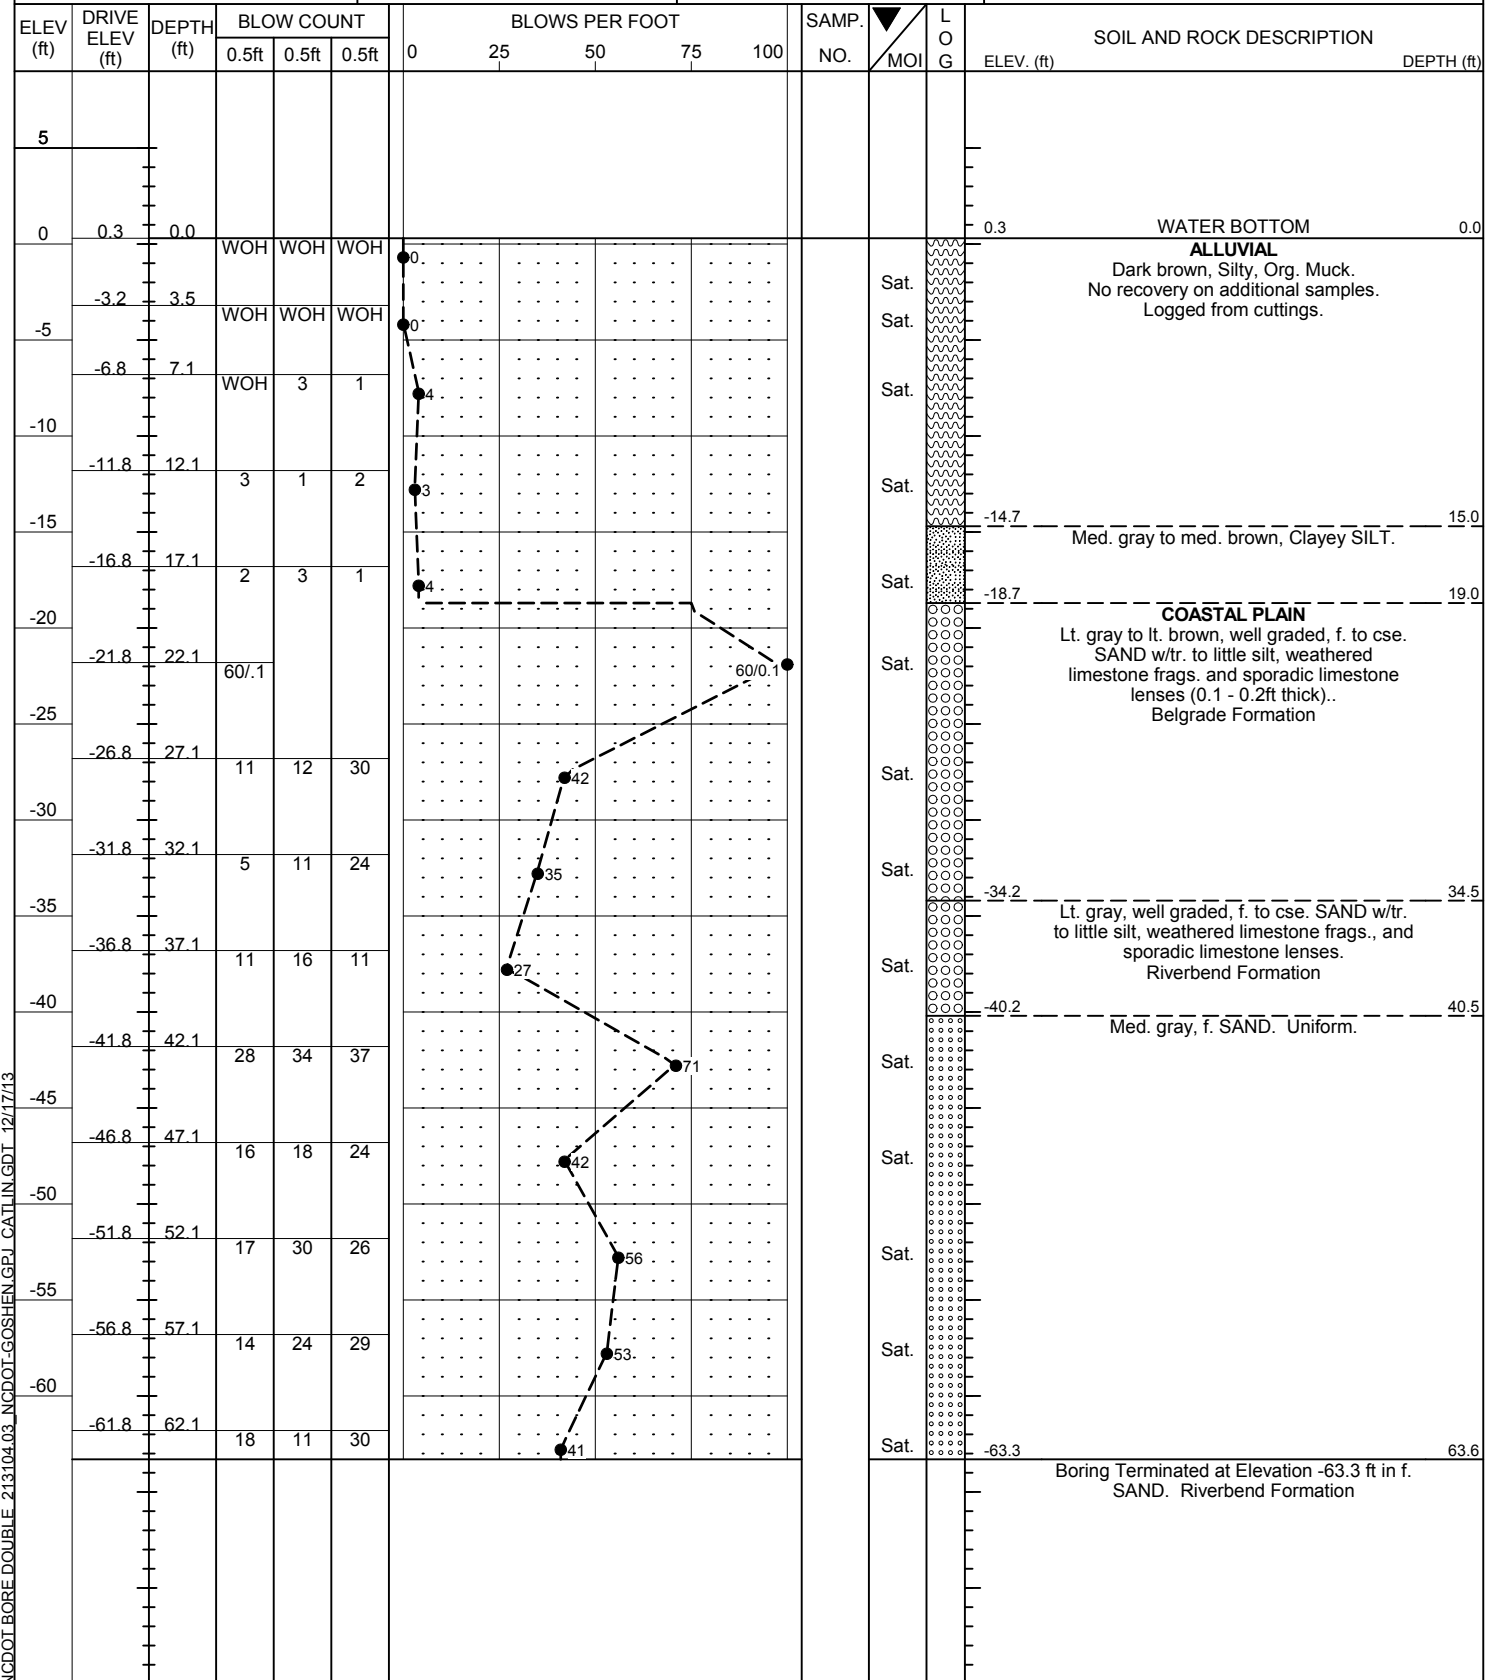 ELEV (ft) DRIVE ELEV (ft) DEPTH (ft) BLOW COUNT BLOWS PER FOOT SAMP. NO. MOI L O G SOIL AND ROCK DESCRIPTION
0.5ft 0.5ft 0.5ft 0 25 50 75 100 ELEV. (ft) DEPTH (ft)
5
0.3 WATER BOTTOM 0.0
0 0.3 0.0
WOH WOH WOH 0 ALLUVIAL
Dark brown, Silty, Org. Muck.
Sat.
No recovery on additional samples.
-3.2 3.5
Logged from cuttings.
WOH WOH WOH 0 Sat.
-5
-6.8 7.1
WOH 3 1 4 Sat.
-10
-11.8 12.1
3 1 2 3 Sat.
-15 -14.7 15.0
Med. gray to med. brown, Clayey SILT.
-16.8 17.1
2 3 1 4 Sat.
-18.7 19.0
-20 COASTAL PLAIN
Lt. gray to lt. brown, well graded, f. to cse.
SAND w/tr. to little silt, weathered
-21.8 22.1
60/.1 60/0.1 Sat.
limestone frags. and sporadic limestone
lenses (0.1 - 0.2ft thick)..
-25 Belgrade Formation
-26.8 27.1
11 12 30 42 Sat.
-30
-31.8 32.1
5 11 24 35 Sat.
-34.2 34.5
-35 Lt. gray, well graded, f. to cse. SAND w/tr.
to little silt, weathered limestone frags., and
-36.8 37.1
sporadic limestone lenses.
11 16 11 27 Sat.
Riverbend Formation
-40 -40.2 40.5
Med. gray, f. SAND. Uniform.
-41.8 42.1
28 34 37 71 Sat.
-45
-46.8 47.1
16 18 24 42 Sat.
-50
-51.8 52.1
17 30 26 56 Sat.
-55
-56.8 57.1
14 24 29 53 Sat.
-60
-61.8 62.1
18 11 30 41 Sat.
-63.3 63.6
Boring Terminated at Elevation -63.3 ft in f.
SAND. Riverbend Formation
NCDOT BORE DOUBLE 213104.03_NCDOT-GOSHEN.GPJ CATLIN.GDT 12/17/13